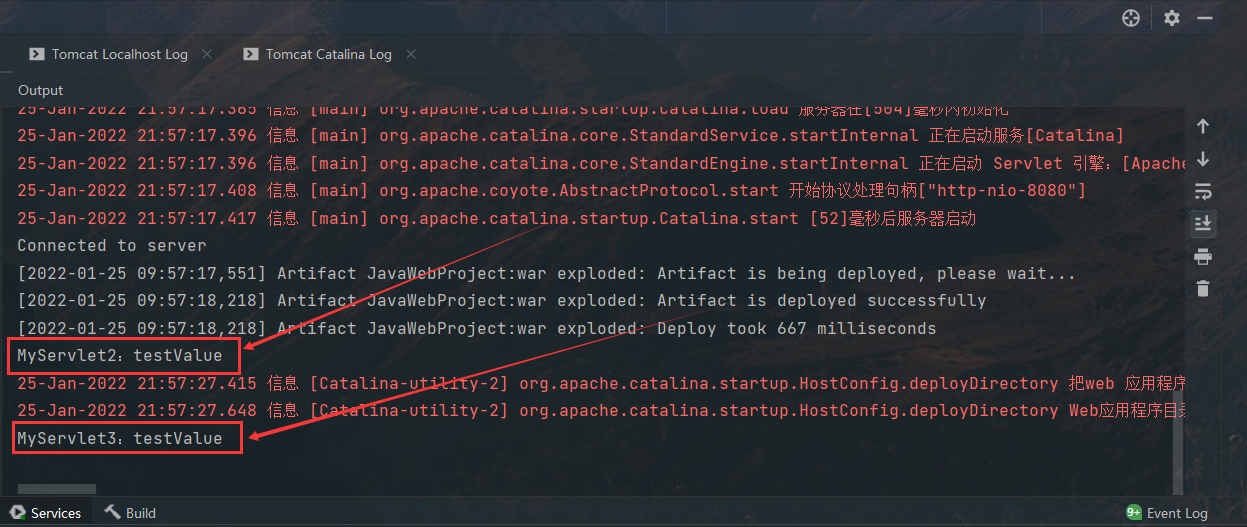 Tomcat Localhost Log
Tomcat Catalina Log
Output
25-Jan-2022 21:57:17.365 信息 [main] org.apache.catalina.startup.Catalina.load 服务器在[504]毫秒内初始化
25-Jan-2022 21:57:17.396 信息 [main] org.apache.catalina.core.StandardService.startInternal 正在启动服务[Catalina]
25-Jan-2022 21:57:17.396 信息 [main] org.apache.catalina.core.StandardEngine.startInternal 正在启动 Servlet 引擎：[Apache
25-Jan-2022 21:57:17.408 信息 [main] org.apache.coyote.AbstractProtocol.start 开始协议处理句柄["http-nio-8080"]
25-Jan-2022 21:57:17.417 信息 [main] org.apache.catalina.startup.Catalina.start [52]毫秒后服务器启动
Connected to server
[2022-01-25 09:57:17,551] Artifact JavaWebProject:war exploded: Artifact is being deployed, please wait...
[2022-01-25 09:57:18,218] Artifact JavaWebProject:war exploded: Artifact is deployed successfully
[2022-01-25 09:57:18,218] Artifact JavaWebProject:war exploded: Deploy took 667 milliseconds
MyServlet2：testValue
25-Jan-2022 21:57:27.415 信息 [Catalina-utility-2] org.apache.catalina.startup.HostConfig.deployDirectory 把web 应用程序
25-Jan-2022 21:57:27.648 信息 [Catalina-utility-2] org.apache.catalina.startup.HostConfig.deployDirectory Web应用程序目录
MyServlet3：testValue
Services
Build
9+ Event Log